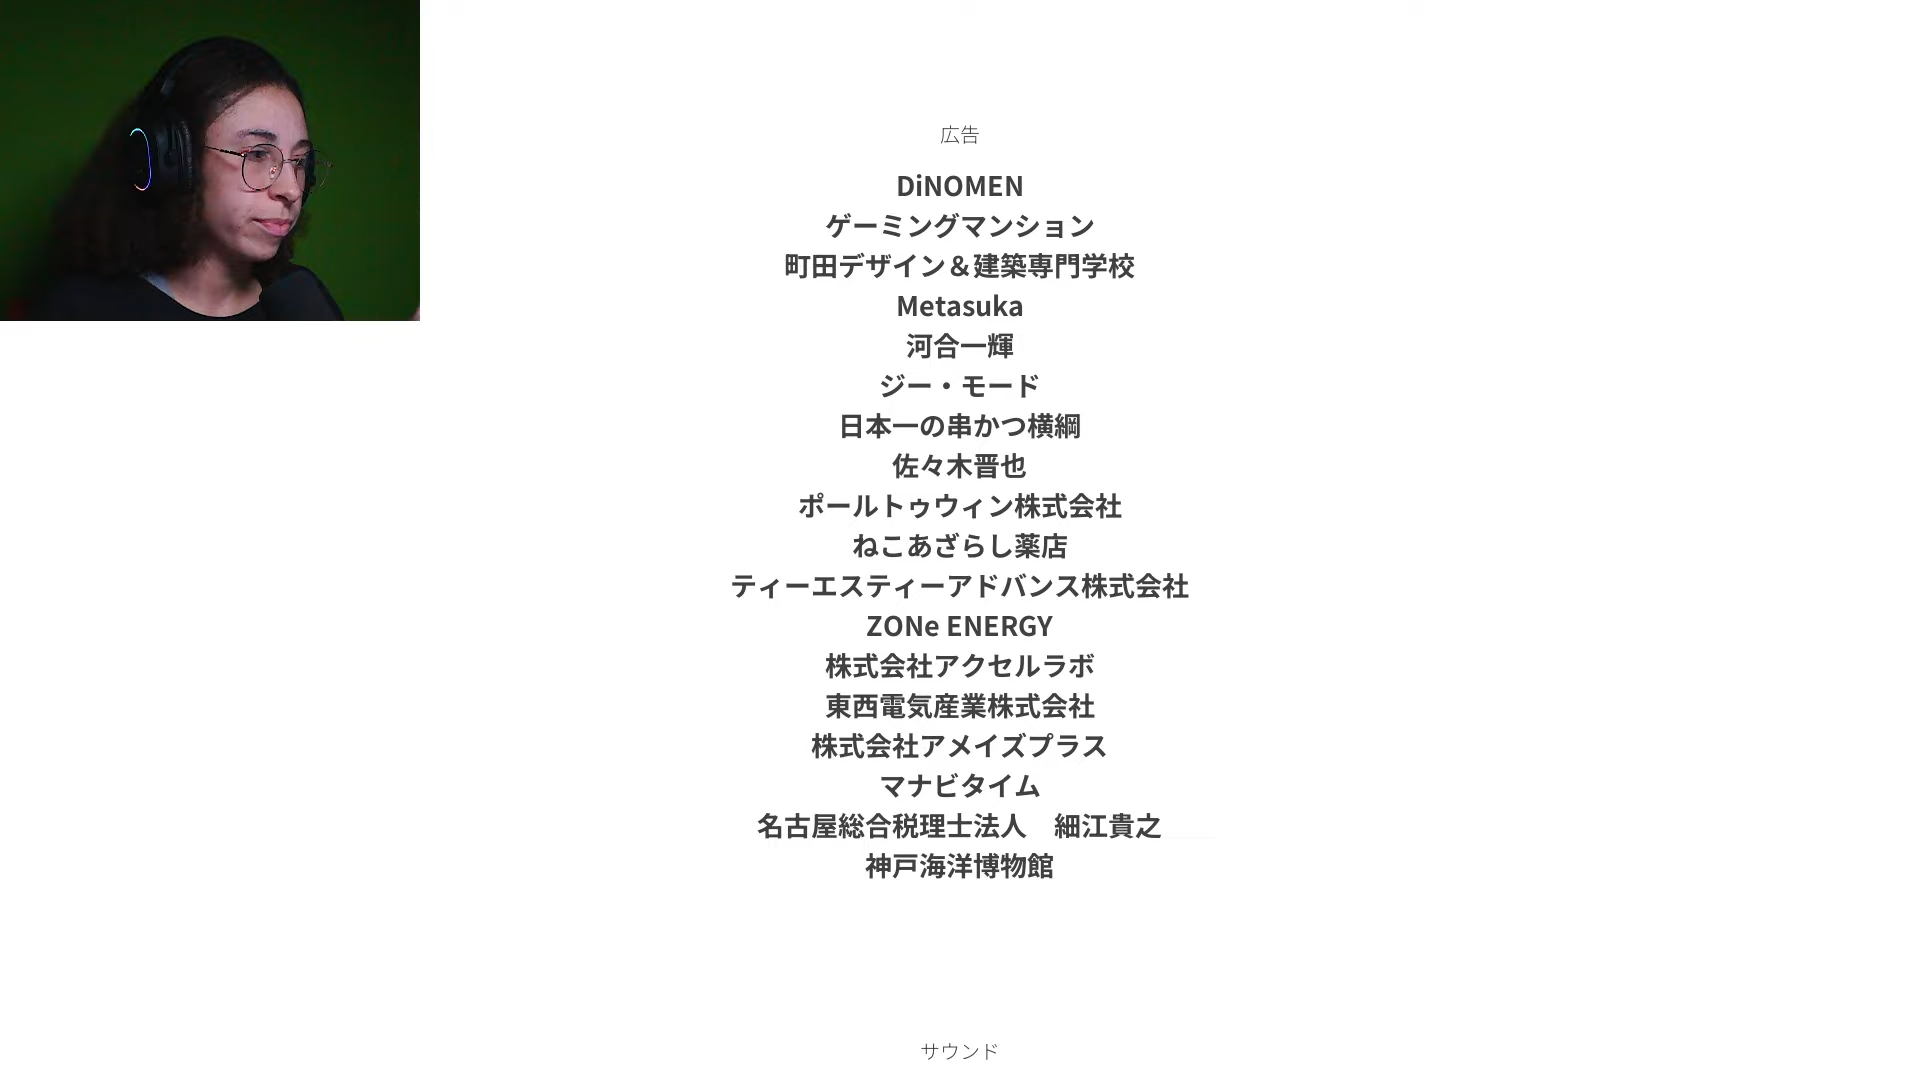 広告
DiNOMEN
ゲーミングマンション
町田デザイン＆建築専門学校
Metasuka
河合一輝
ジー・モード
日本一の串かつ横綱
佐々木晋也
ポールトゥウィン株式会社
ねこあざらし薬店
ティーエスティーアドバンス株式会社
ZONe ENERGY
株式会社アクセルラボ
東西電気産業株式会社
株式会社アメイズプラス
マナビタイム
名古屋総合税理士法人　細江貴之
神戸海洋博物館
サウンド